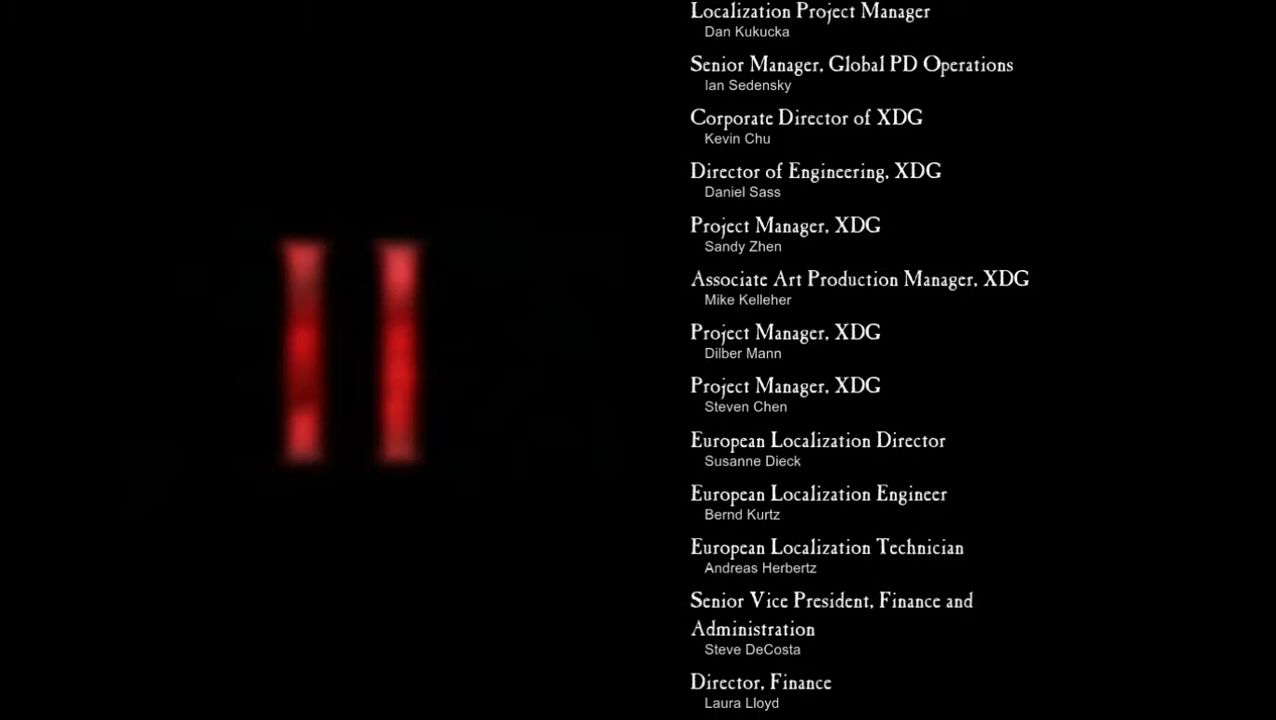 II
Localization Project Manager
Dan Kukucka
Senior Manager, Global PD Operations
Ian Sedensky
Corporate Director of XDG
Kevin Chu
Director of Engineering, XDG
Daniel Sass
Project Manager, XDG
Sandy Zhen
Associate Art Production Manager, XDG
Mike Kelleher
Project Manager, XDG
Dilber Mann
Project Manager, XDG
Steven Chen
European Localization Director
Susanne Dieck
European Localization Engineer
Bernd Kurtz
European Localization Technician
Andreas Herbertz
Senior Vice President, Finance and
Administration
Steve DeCosta
Director, Finance
Laura Lloyd